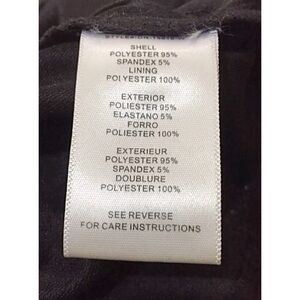 SHELL
POLYESTER 95%
SPANDEX 5%
LINING
POLYESTER 100%
EXTERIOR
POLIESTER 95%
ELASTANO 5%
FORRO
POLIESTER 100%
EXTERIEUR
POLYESTER 95%
SPANDEX 5%
DOUBLURE
POLYESTER 100%
SEE REVERSE
FOR CARE INSTRUCTIONS